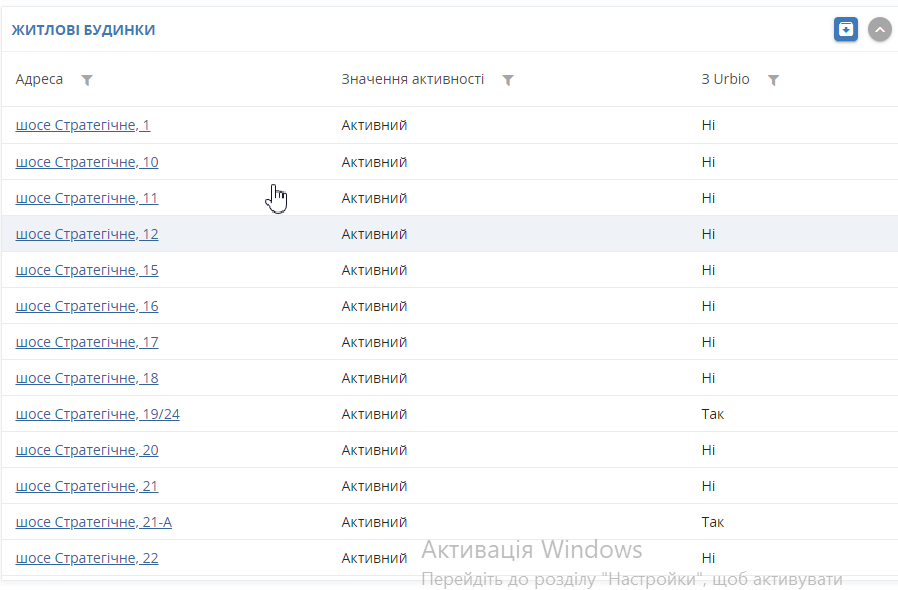 ЖИТЛОВІ БУДИНКИ
Адреса Значення активності З Urbio
шосе Стратегічне, 1 Активний Ні
шосе Стратегічне, 10 Активний Ні
шосе Стратегічне, 11 Активний Ні
шосе Стратегічне, 12 Активний Ні
шосе Стратегічне, 15 Активний Ні
шосе Стратегічне, 16 Активний Ні
шосе Стратегічне, 17 Активний Ні
шосе Стратегічне, 18 Активний Ні
шосе Стратегічне, 19/24 Активний Так
шосе Стратегічне, 20 Активний Ні
шосе Стратегічне, 21 Активний Ні
шосе Стратегічне, 21-А Активний Так
Активація Windows
шосе Стратегічне, 22 Активний Ні
Перейдіть до розділу "Настройки", щоб активувати